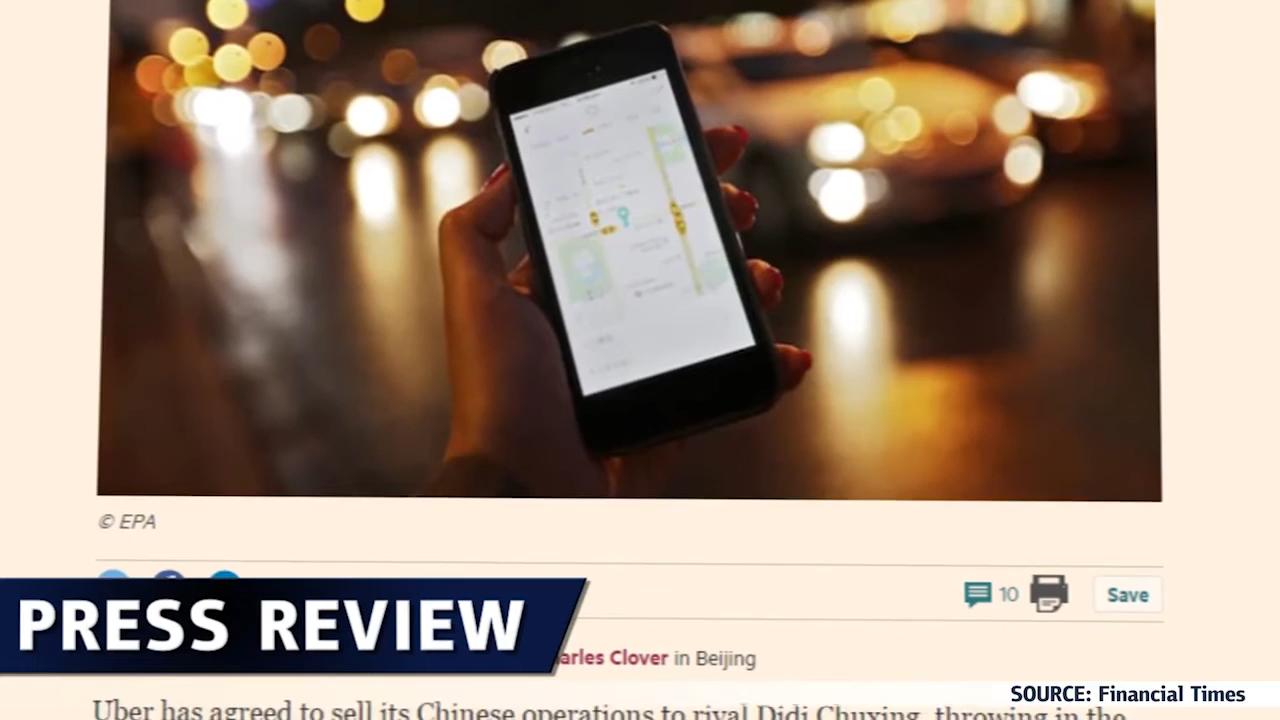 © EPA
10
Save
PRESS REVIEW
arles Clover in Beijing
SOURCE: Financial Times
Uber has agreed to sell its Chinese operations to rival Didi Chuxing, throwing in the